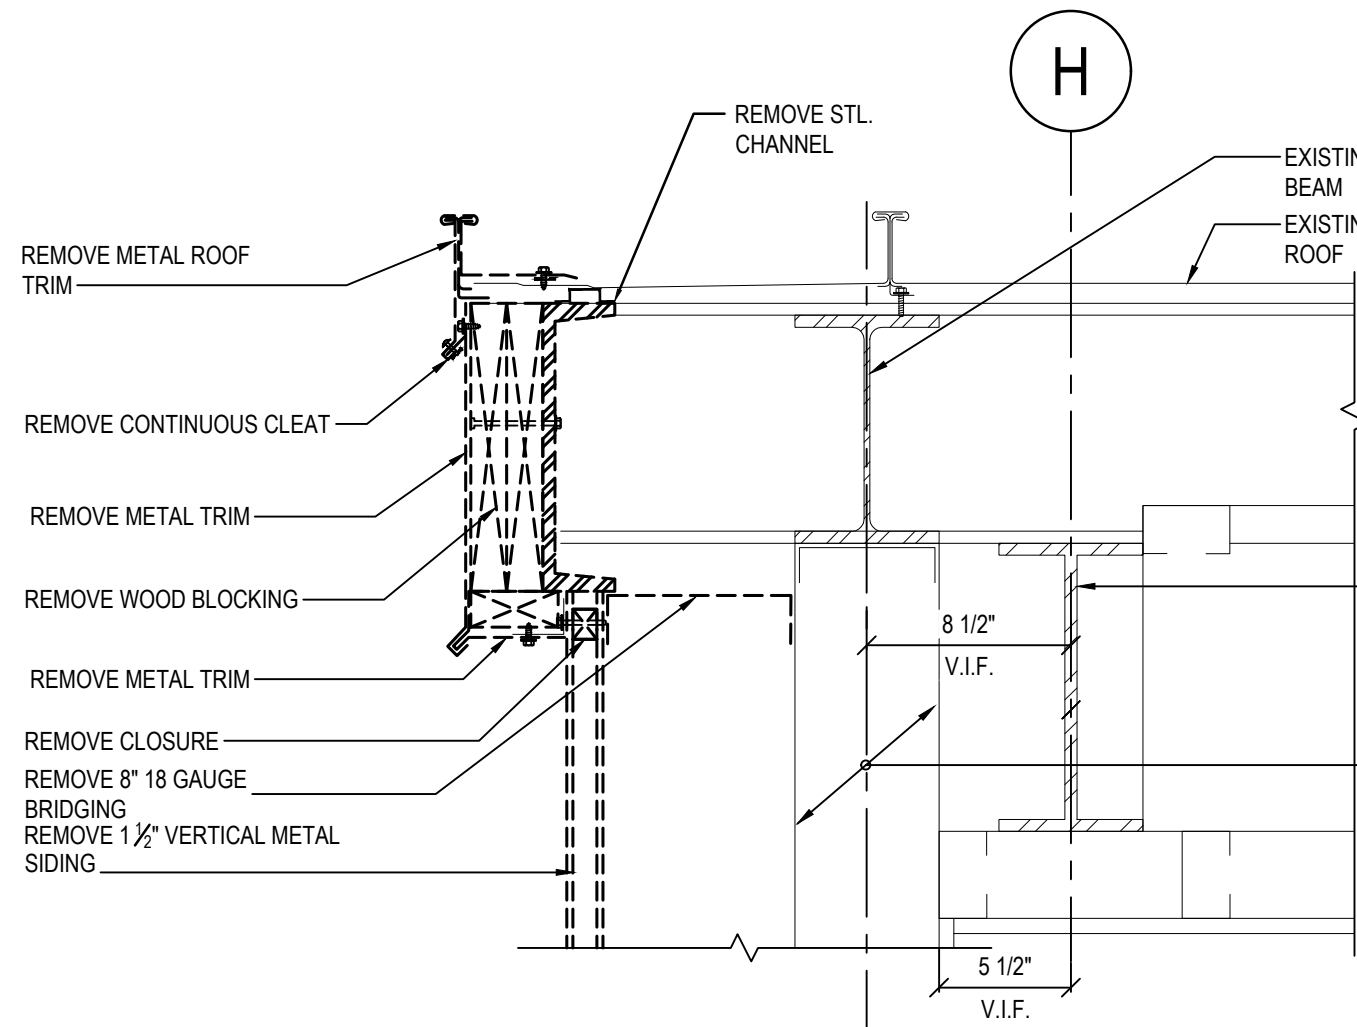 H
REMOVE STL.
CHANNEL
BEAM
ROOF
REMOVE METAL ROOF
TRIM
REMOVE CONTINUOUS CLEAT
REMOVE METAL TRIM
REMOVE WOOD BLOCKING
8 1/2"
V.I.F.
REMOVE METAL TRIM
REMOVE CLOSURE
REMOVE 8" 18 GAUGE
BRIDGING
REMOVE 1 1/2" VERTICAL METAL
SIDING
5 1/2"
V.I.F.